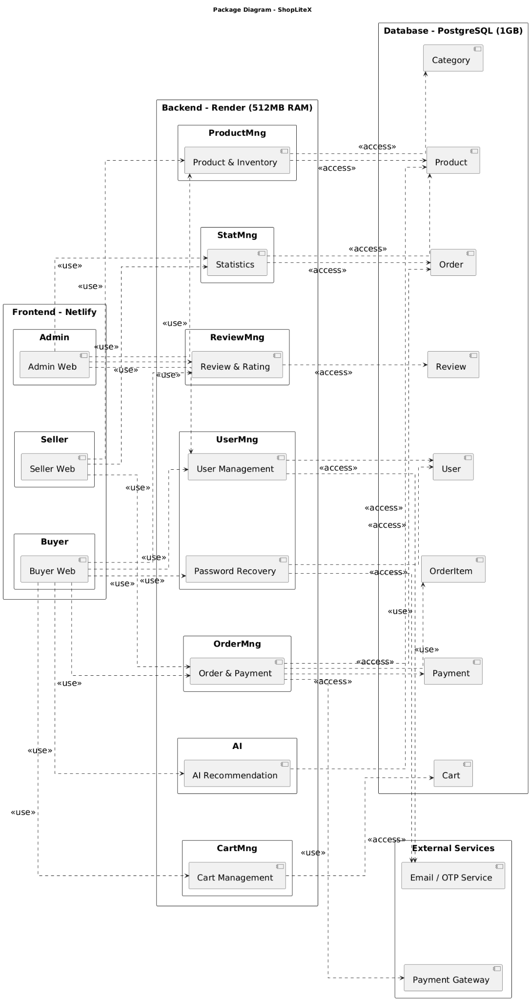 Package Diagram - ShopLiteX
Database - PostgreSQL (1GB)
Category
Backend - Render (512MB RAM)
ProductMng
Product & Inventory
«access»
Product
«access»
StatMng
Statistics
«access»
Order
«use»
«access»
«use»
Frontend - Netlify
«use»
Admin
Admin Web
«use»
«use»
«use»
ReviewMng
Review & Rating
Review
«access»
Seller
Seller Web
UserMng
User Management
«access»
User
«use»
«access»
«access»
Buyer
Buyer Web
«use»
«use»
«use»
Password Recovery
«access»
OrderItem
«use»
OrderMng
Order & Payment
«use»
«access»
Payment
«access»
«use»
AI
AI Recommendation
«use»
Cart
«use»
CartMng
Cart Management
«use»
«access»
External Services
Email / OTP Service
Payment Gateway